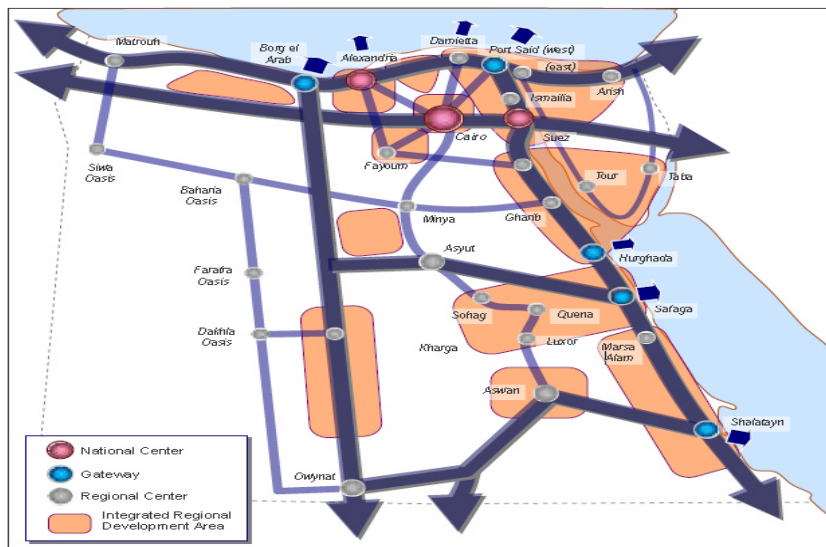 Matrouh
Borg el
Arab
Alexandria
Damietta
Port Said (west)
(east)
Arish
Ismailia
Cairo
Suez
Siwa
Oasis
Fayoum
Tour
Taba
Baharia
Oasis
Minya
Gharib
Asyut
Hurghada
Farafra
Oasis
Safaga
Sohag
Quena
Dakhla
Oasis
Kharga
Luxor
Marsa
Alam
Aswan
Shalatayn
National Center
Gateway
Owynat
Regional Center
Integrated Regional
Development Area